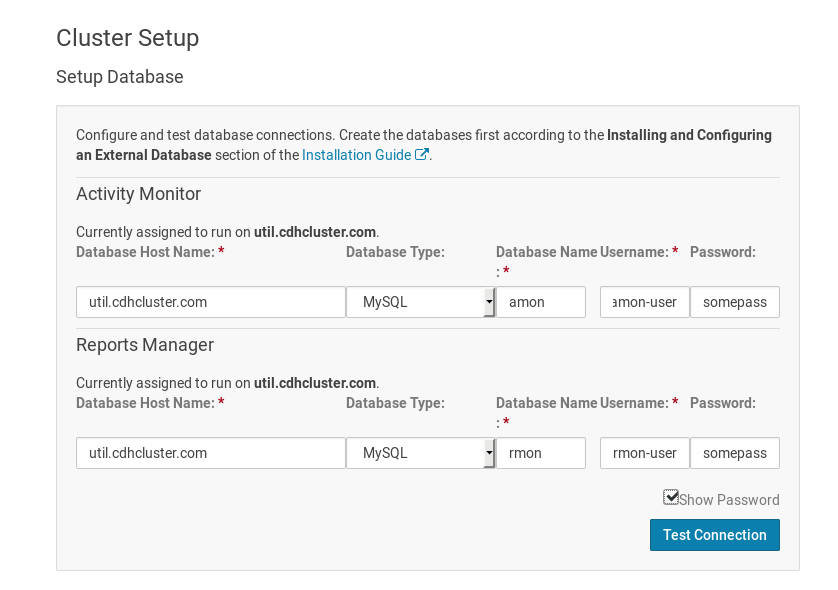 Cluster Setup
Setup Database
Configure and test database connections. Create the databases first according to the Installing and Configuring
an External Database section of the Installation Guide.
Activity Monitor
Currently assigned to run on util.cdhcluster.com.
Database Host Name: * Database Type: Database Name Username: * Password:
: *
util.cdhcluster.com MySQL amon amon-user somepass
Reports Manager
Currently assigned to run on util.cdhcluster.com.
Database Host Name: * Database Type: Database Name Username: * Password:
: *
util.cdhcluster.com MySQL rmon rmon-user somepass
Show Password
Test Connection